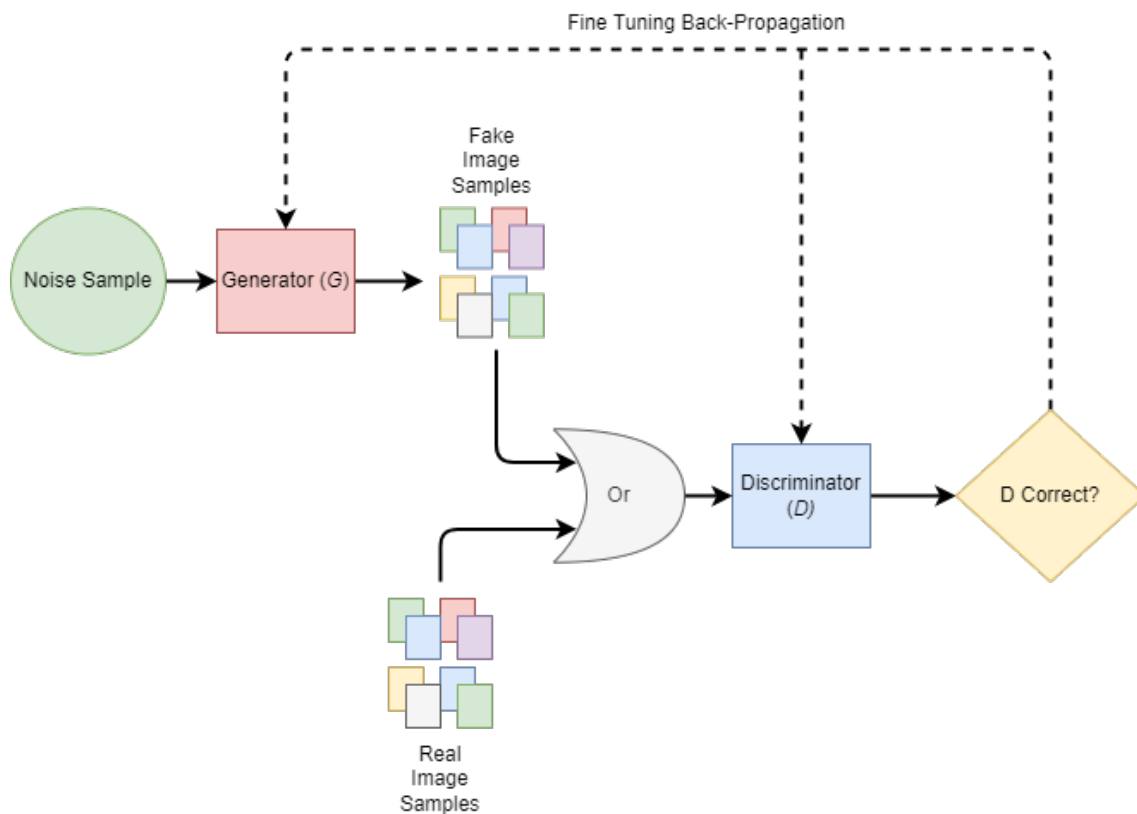 Fine Tuning Back-Propagation
Fake
Image
Samples
Noise Sample
Generator (G)
Or
Discriminator
(D)
D Correct?
Real
Image
Samples